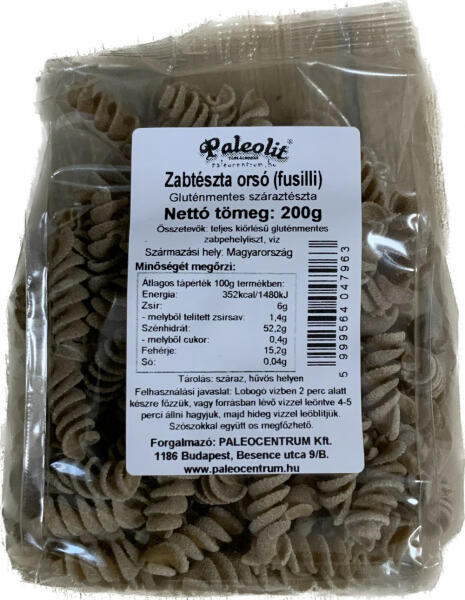 Paleolit®
TÁPLÁLKOZÁS
paleocentrum.hu
Zabtészta orsó (fusilli)
Gluténmentes száraztészta
Nettó tömeg: 200g
Összetevők: teljes kiőrlésű gluténmentes
zabpehelyliszt, víz
Származási hely: Magyarország
Minőségét megőrzi:
Átlagos tápérték 100g termékben:
Energia: 352kcal/1480kJ
Zsír: 6g
- melyből telített zsírsav: 1,4g
Szénhidrát: 52,2g
- melyből cukor: 0,4g
Fehérje: 15,2g
Só: 0,04g
5 999564 047963
Tárolás: száraz, hűvös helyen
Felhasználási javaslat: Lobogó vízben 2 perc alatt
készre főzzük, vagy forrásban lévő vízzel leöntve 4-5
perci állni hagyjuk, majd hideg vízzel leöblítjük.
Szószokkal együtt os megfőzhető.
Forgalmazó: PALEOCENTRUM Kft.
1186 Budapest, Besence utca 9/B.
www.paleocentrum.hu